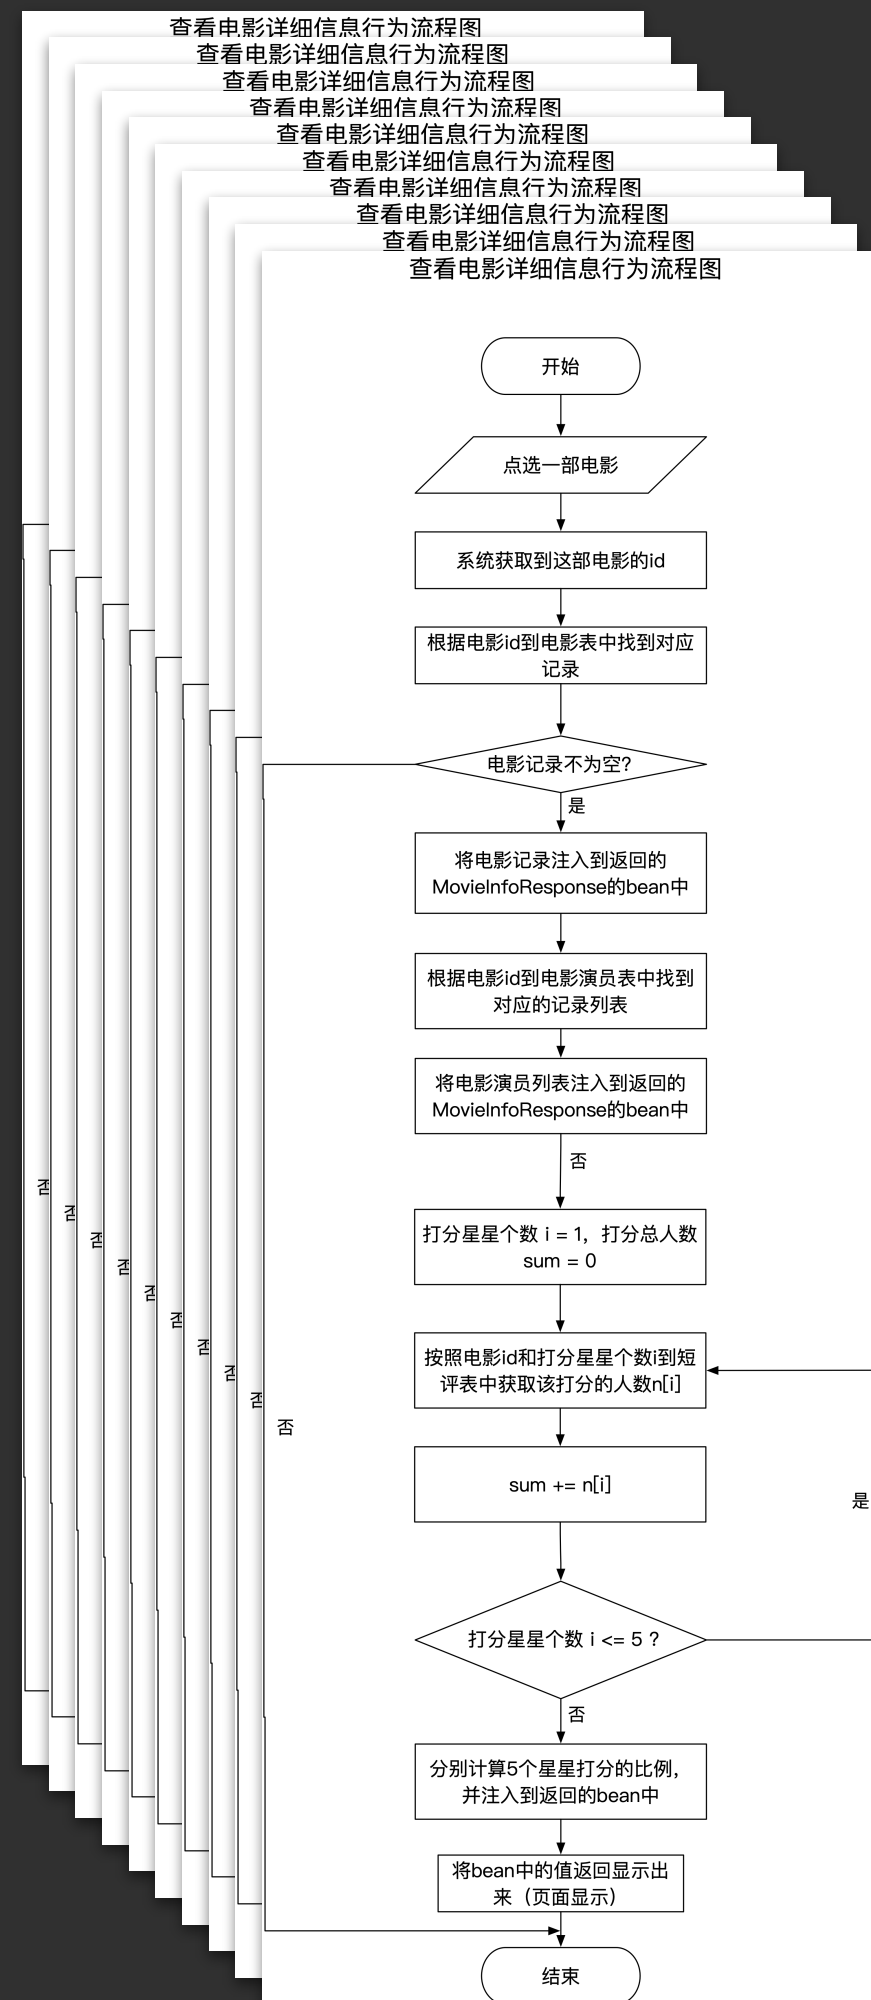 查看电影详细信息行为流程图
查看电影详细信息行为流程图
查看电影详细信息行为流程图
查看电影详细信息行为流程图
查看电影详细信息行为流程图
查看电影详细信息行为流程图
查看电影详细信息行为流程图
查看电影详细信息行为流程图
查看电影详细信息行为流程图
查看电影详细信息行为流程图
开始
点选一部电影
系统获取到这部电影的id
根据电影id到电影表中找到对应
记录
电影记录不为空?
是
将电影记录注入到返回的
MovieInfoResponse的bean中
根据电影id到电影演员表中找到
对应的记录列表
将电影演员列表注入到返回的
MovieInfoResponse的bean中
否
否
否
否
打分星星个数 i = 1，打分总人数
sum = 0
否
否
否
否
按照电影id和打分星星个数i到短
评表中获取该打分的人数n[i]
否
否
否
sum += n[i]
是
打分星星个数 i <= 5 ?
否
分别计算5个星星打分的比例，
并注入到返回的bean中
将bean中的值返回显示出
来（页面显示）
结束